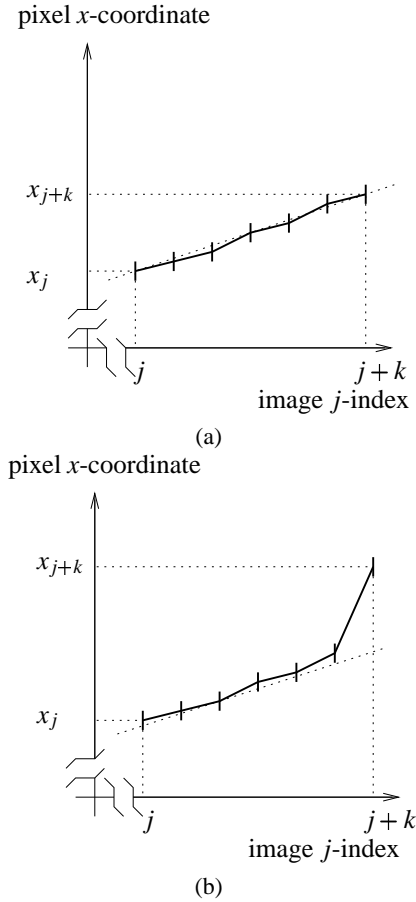 pixel x-coordinate
x_{j+k}
x_j
j
j + k
image j-index
(a)
pixel x-coordinate
x_{j+k}
x_j
j
j + k
image j-index
(b)